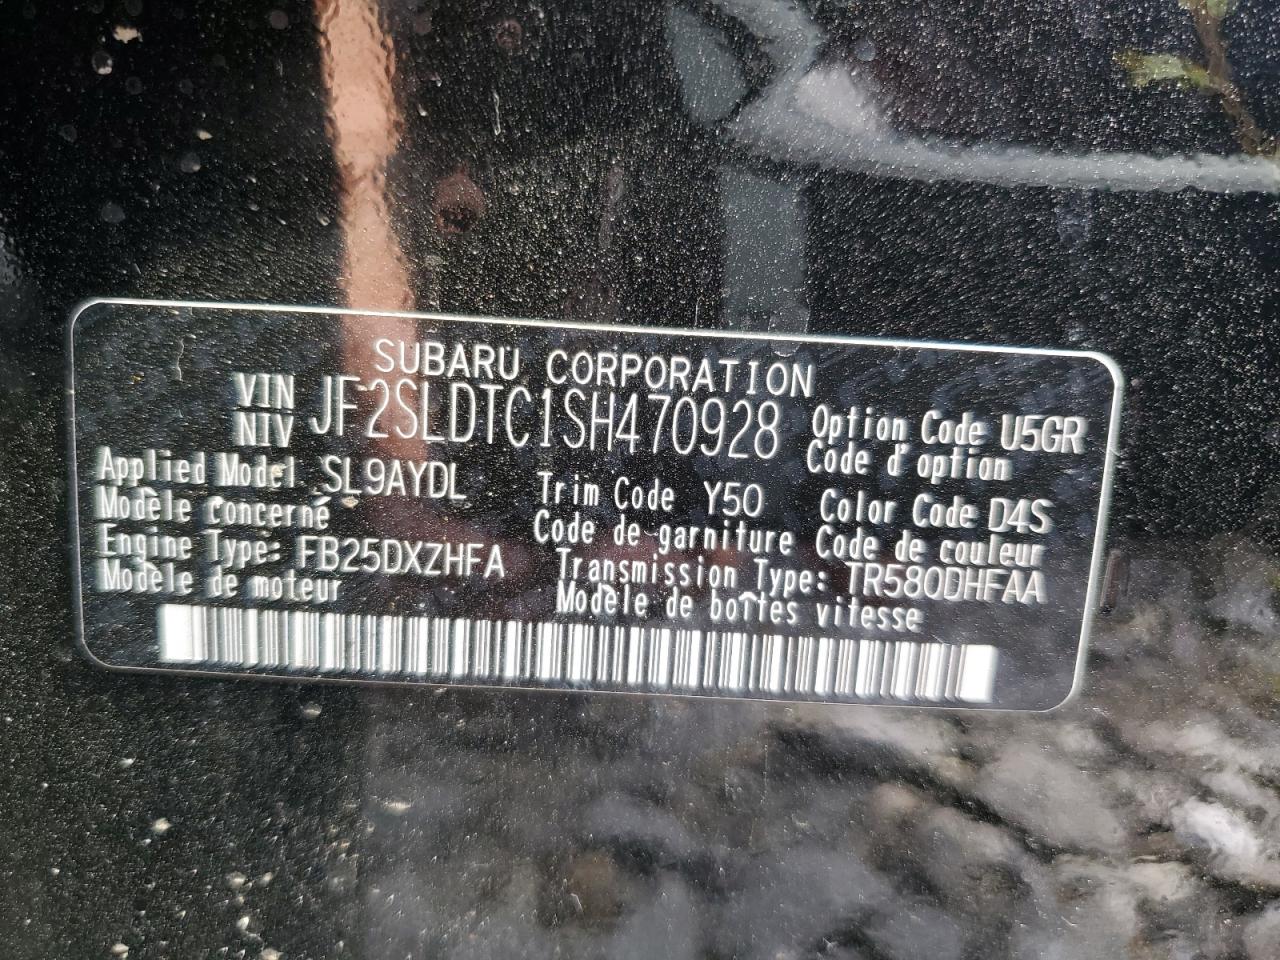 SUBARU CORPORATION
VIN JF2SLDTC1SH470928 Option Code U5GR
NIV Code d'option
Applied Model SL9AYDL Trim Code Y50 Color Code D4S
Modèle concerné Code de garniture Code de couleur
Engine Type: FB25DXZHFA Transmission Type: TR580DHFAA
Modèle de moteur Modèle de boîtes vitesse